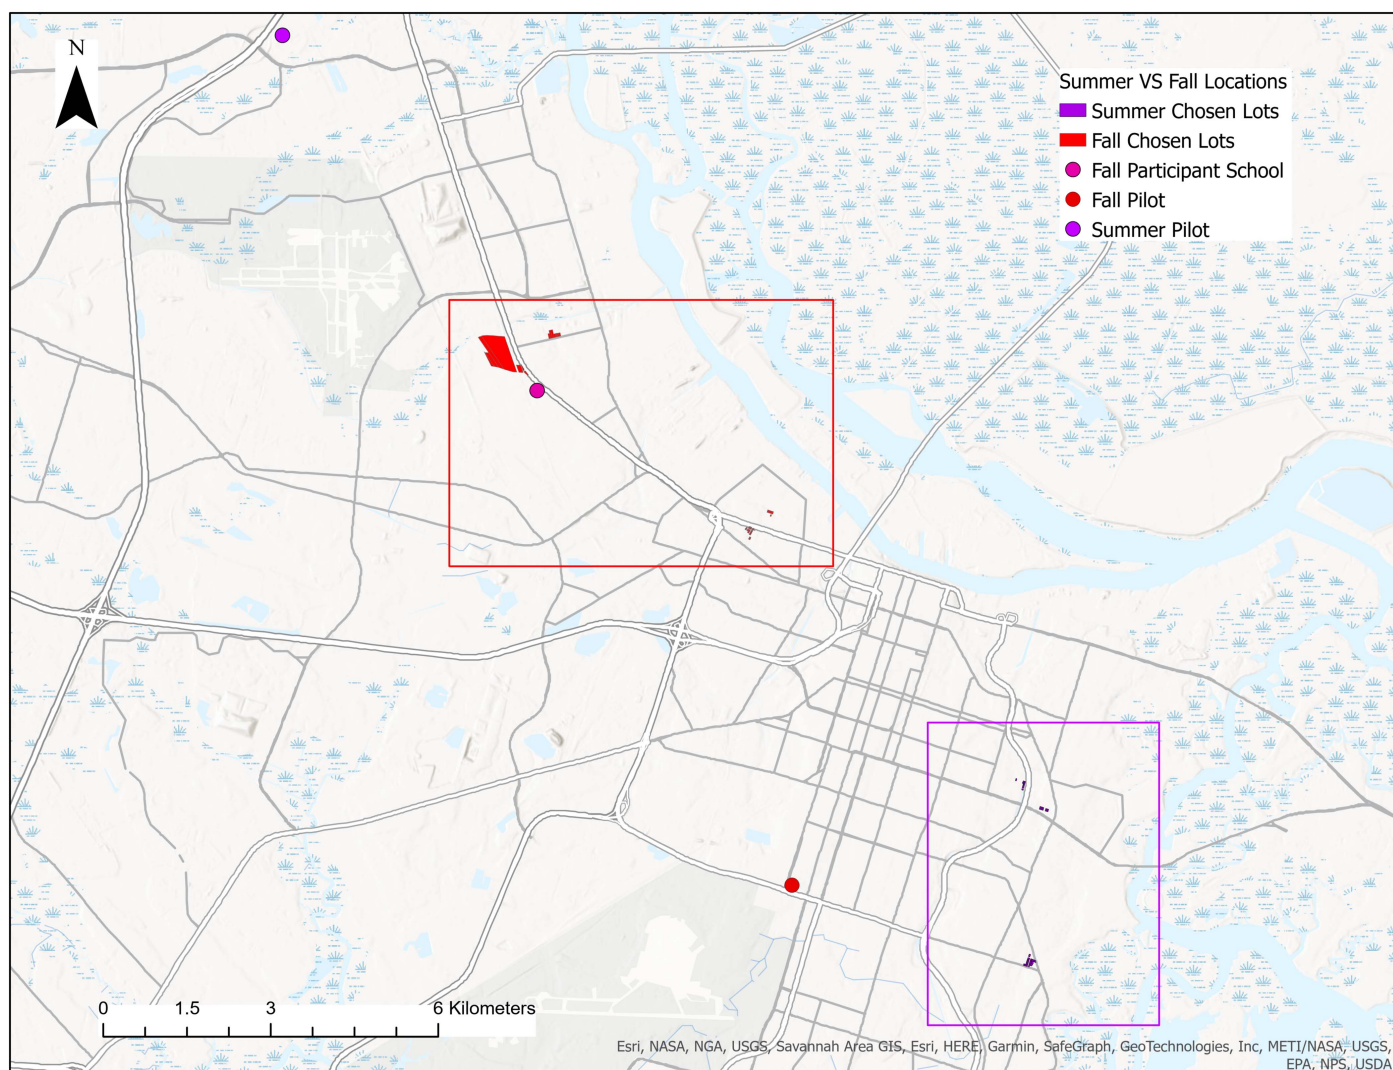 N
Summer VS Fall Locations
Summer Chosen Lots
Fall Chosen Lots
Fall Participant School
Fall Pilot
Summer Pilot
0 1.5 3 6 Kilometers
Esri, NASA, NGA, USGS, Savannah Area GIS, Esri, HERE, Garmin, SafeGraph, GeoTechnologies, Inc, METI/NASA, USGS,
EPA, NPS, USDA